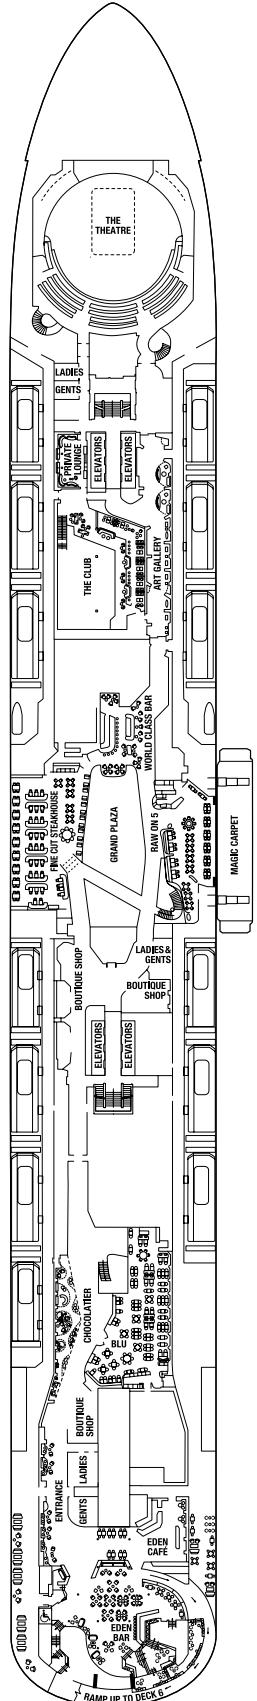 THE
THEATRE
LADIES
GENTS
PRIVATE
LOUNGE
ELEVATORS
ELEVATORS
THE CLUB
ART GALLERY
WORLD CLASS BAR
FINE CUT STEAKHOUSE
GRAND PLAZA
RAW ON 5
MAGIC CARPET
BOUTIQUE SHOP
LADIES &
GENTS
BOUTIQUE
SHOP
ELEVATORS
ELEVATORS
CHOCOLATIER
BLU
BOUTIQUE
SHOP
LADIES
GENTS
ENTRANCE
EDEN
CAFÉ
EDEN
BAR
RAMP UP TO DECK 6